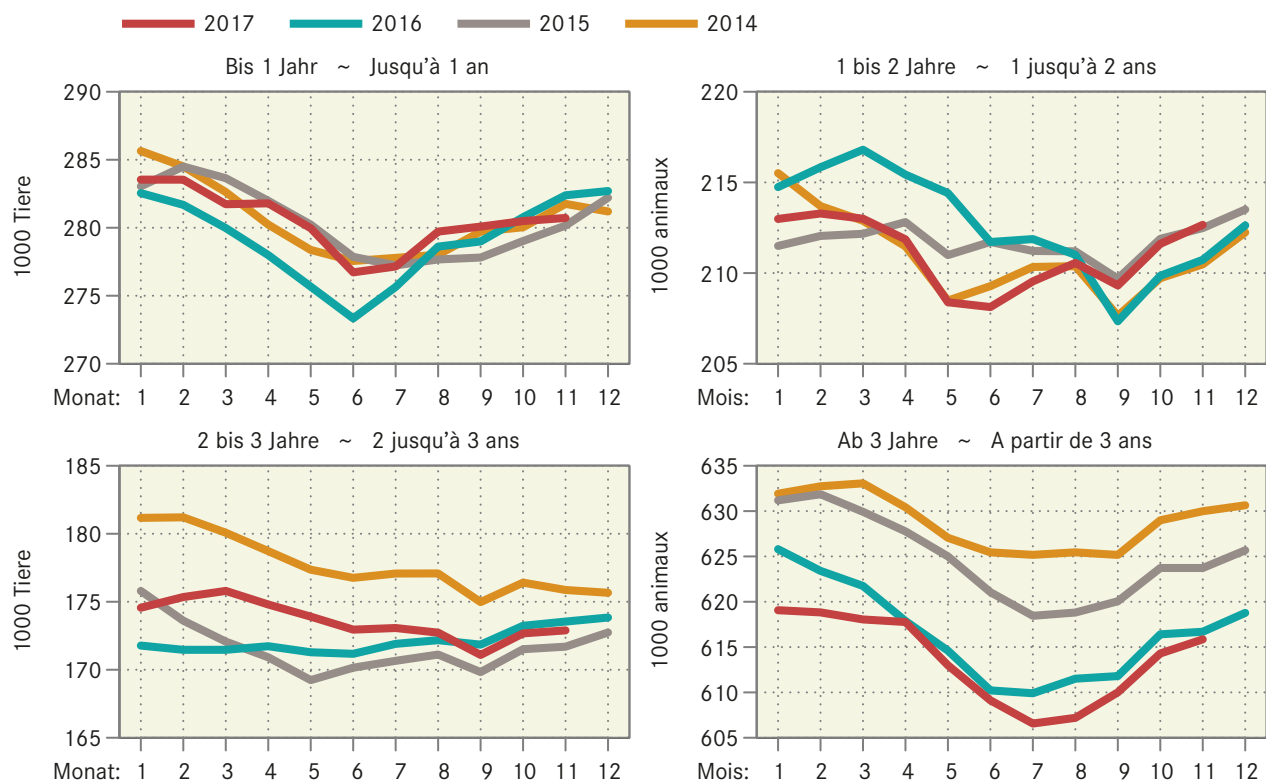 2017 2016 2015 2014
Bis 1 Jahr ~ Jusqu'à 1 an
1000 Tiere
290
285
280
275
270
Monat: 1 2 3 4 5 6 7 8 9 10 11 12
1 bis 2 Jahre ~ 1 jusqu'à 2 ans
1000 animaux
220
215
210
205
Mois: 1 2 3 4 5 6 7 8 9 10 11 12
2 bis 3 Jahre ~ 2 jusqu'à 3 ans
1000 Tiere
185
180
175
170
165
Monat: 1 2 3 4 5 6 7 8 9 10 11 12
Ab 3 Jahre ~ A partir de 3 ans
1000 animaux
635
630
625
620
615
610
605
Mois: 1 2 3 4 5 6 7 8 9 10 11 12